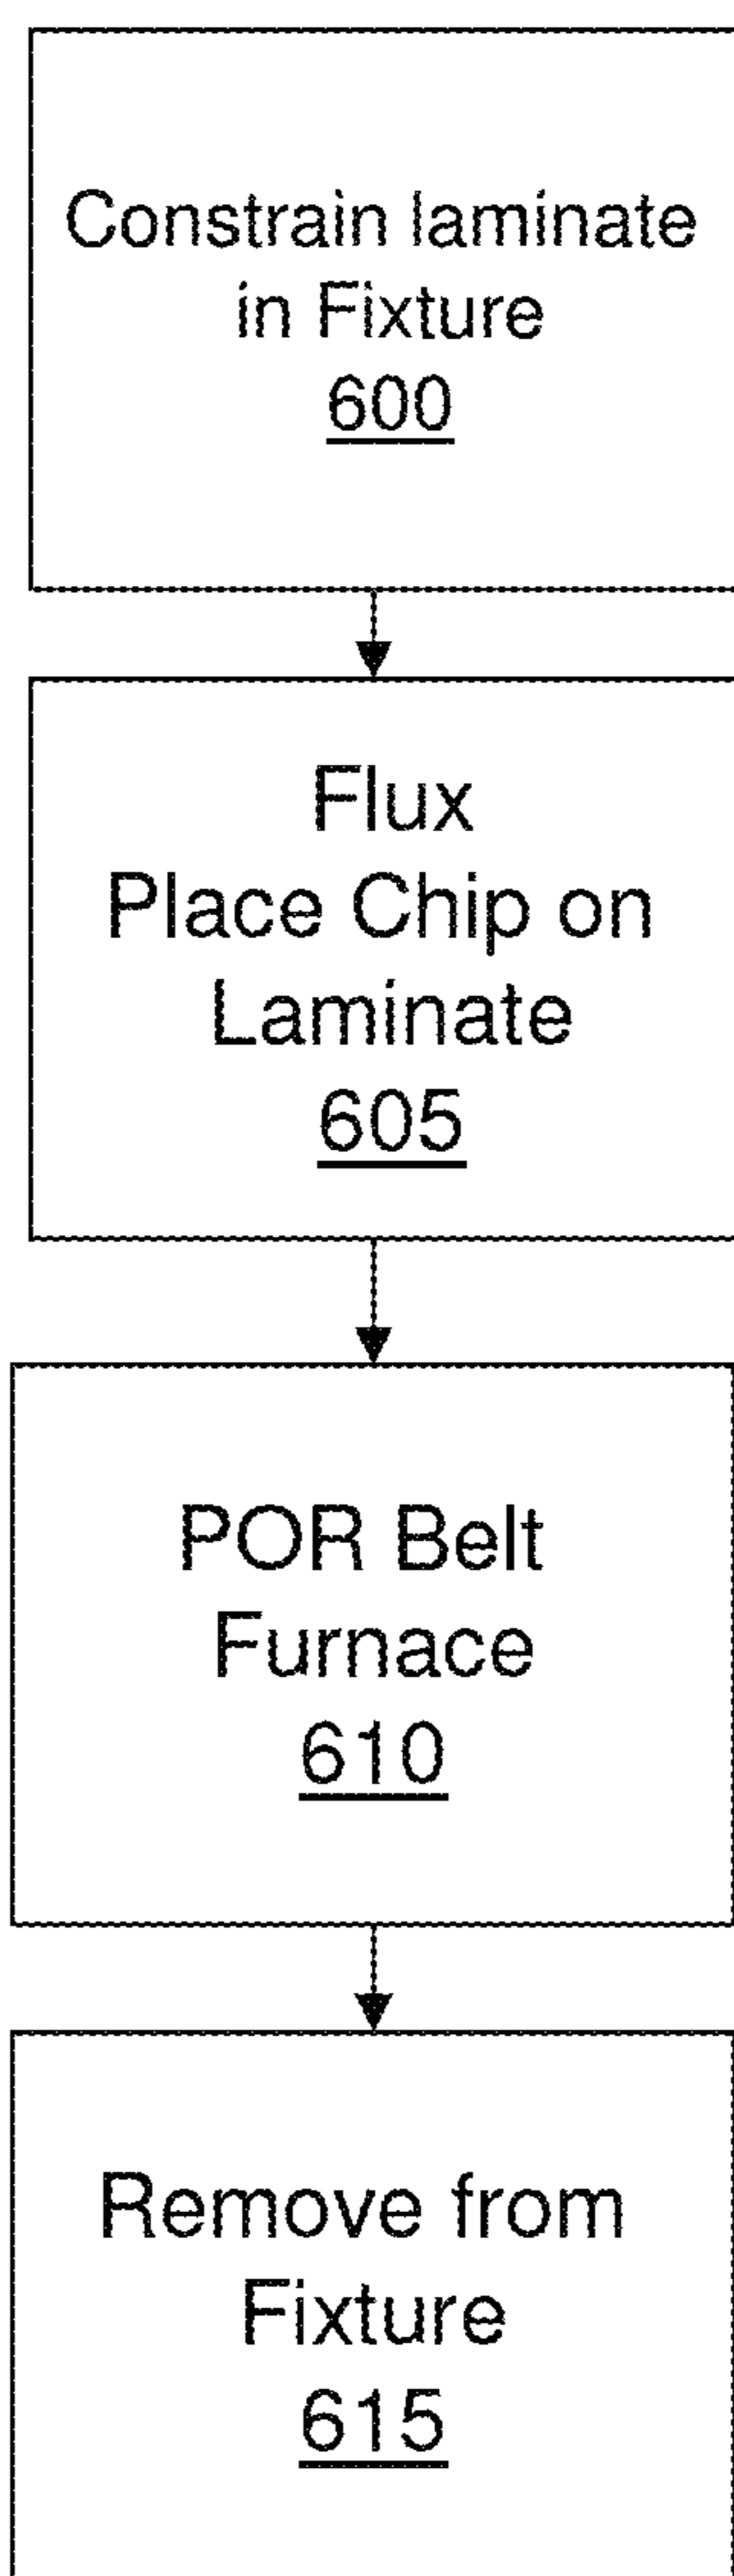 Constrain laminate
in Fixture
600
Flux
Place Chip on
Laminate
605
POR Belt
Furnace
610
Remove from
Fixture
615